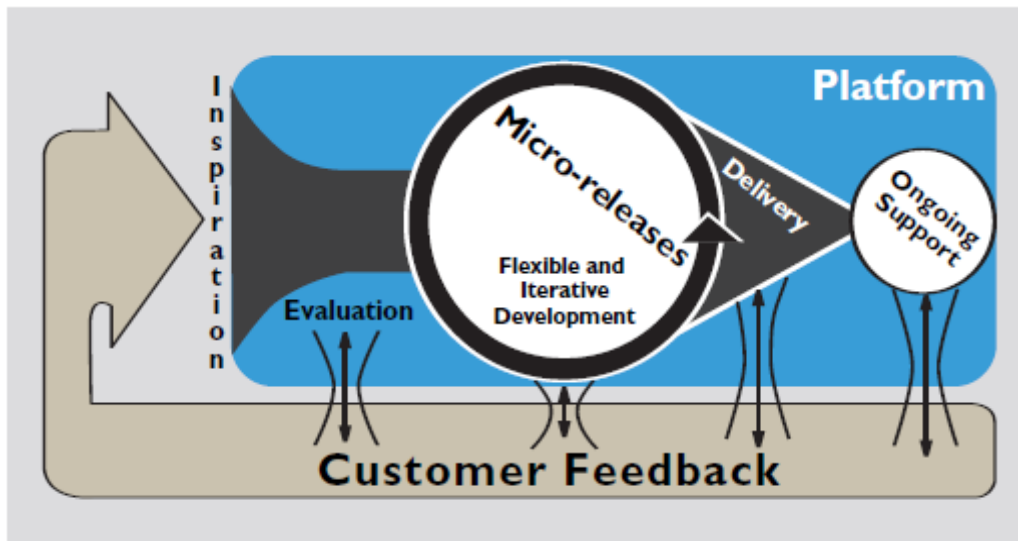 Inspiration
Platform
Micro-releases
Flexible and
Iterative
Development
Delivery
Ongoing
Support
Evaluation
Customer Feedback